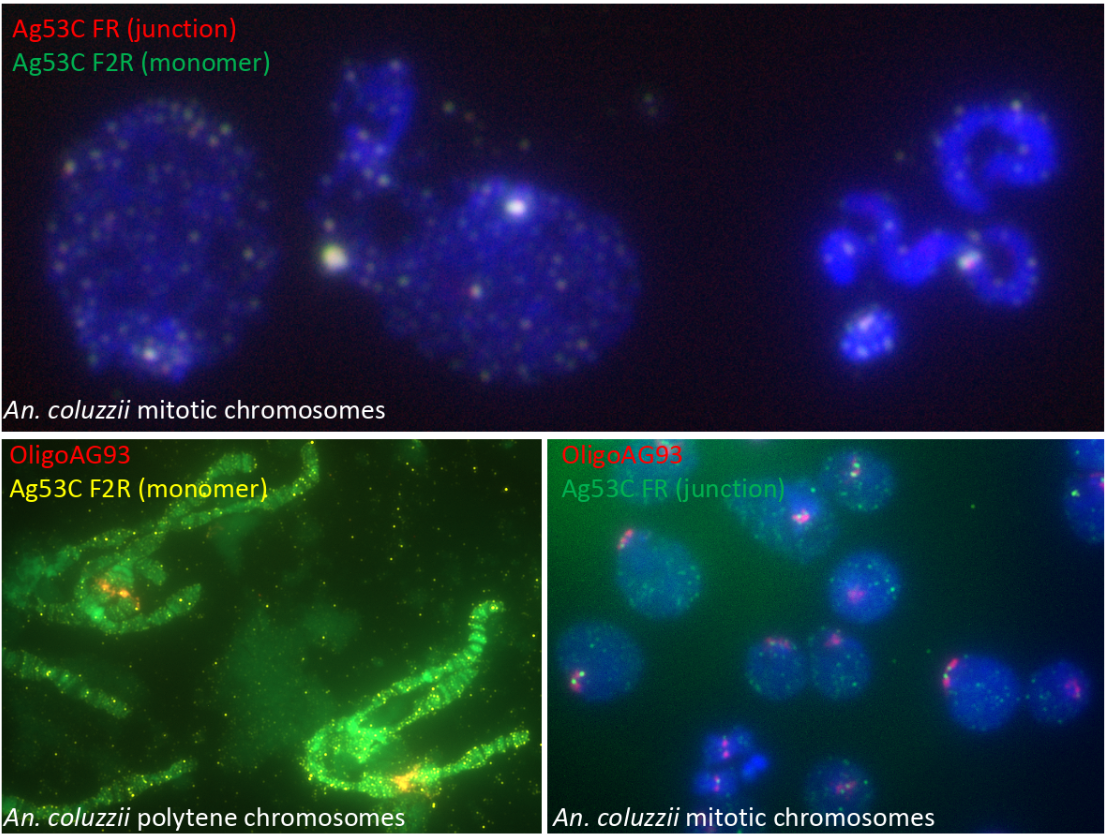 Ag53C FR (junction)
Ag53C F2R (monomer)
An. coluzzii mitotic chromosomes
OligoAG93
Ag53C F2R (monomer)
An. coluzzii polytene chromosomes
OligoAG93
Ag53C FR (junction)
An. coluzzii mitotic chromosomes